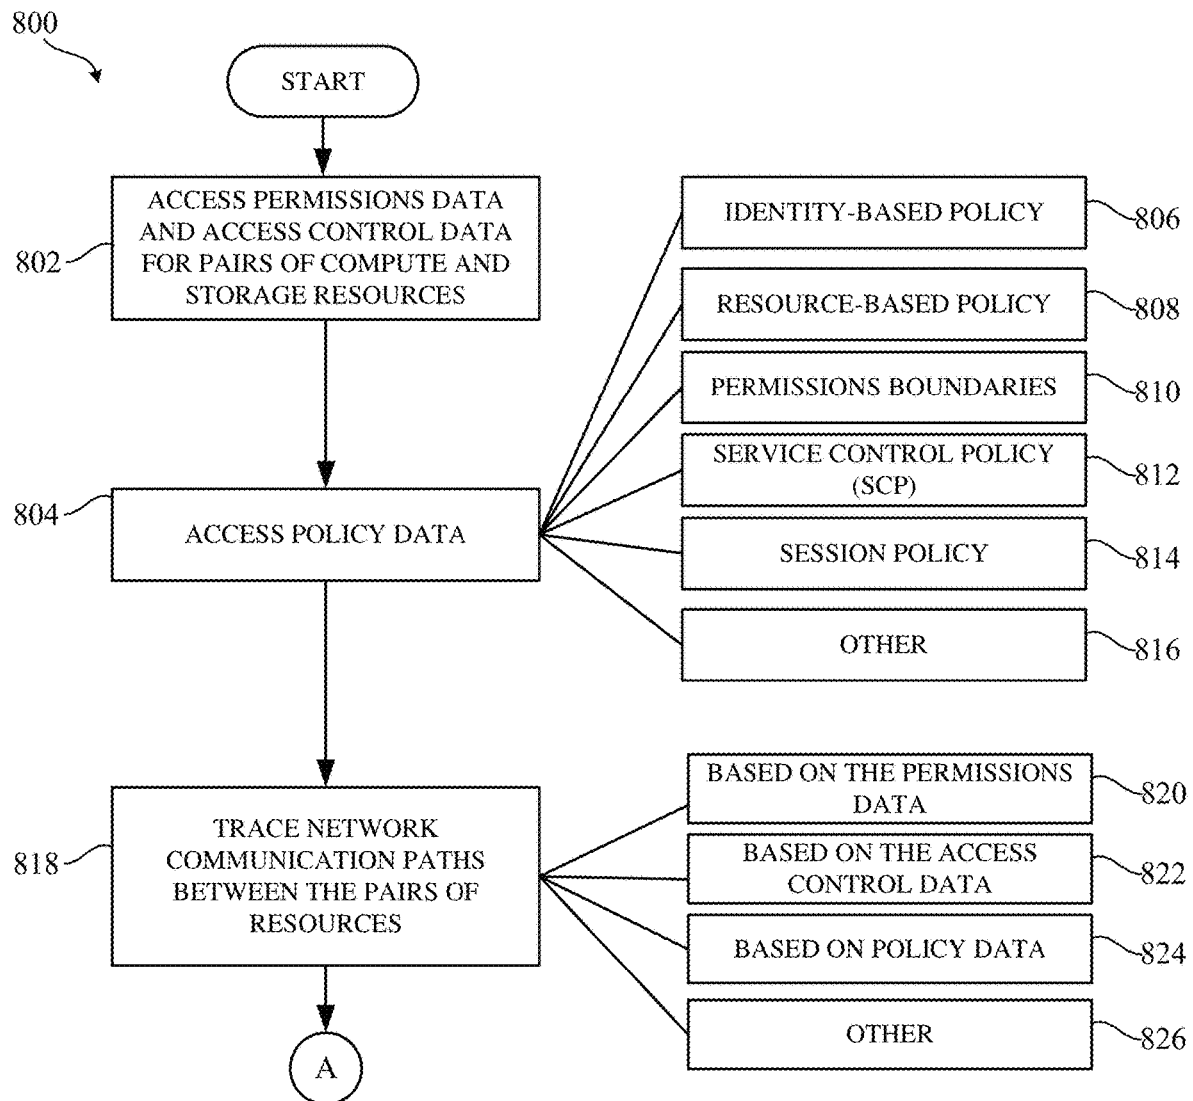 800
START
ACCESS PERMISSIONS DATA
AND ACCESS CONTROL DATA
FOR PAIRS OF COMPUTE AND
STORAGE RESOURCES
802
IDENTITY-BASED POLICY
806
RESOURCE-BASED POLICY
808
PERMISSIONS BOUNDARIES
810
SERVICE CONTROL POLICY
(SCP)
812
804
ACCESS POLICY DATA
SESSION POLICY
814
OTHER
816
TRACE NETWORK
COMMUNICATION PATHS
BETWEEN THE PAIRS OF
RESOURCES
818
BASED ON THE PERMISSIONS
DATA
820
BASED ON THE ACCESS
CONTROL DATA
822
BASED ON POLICY DATA
824
OTHER
826
A